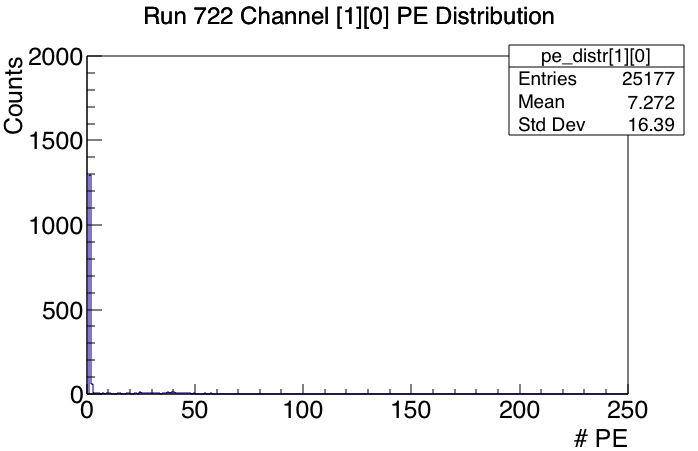 Run 722 Channel [1][0] PE Distribution
pe_distr[1][0]
Entries 25177
Mean 7.272
Std Dev 16.39
Counts
2000
1500
1000
500
0
0 50 100 150 200 250
# PE